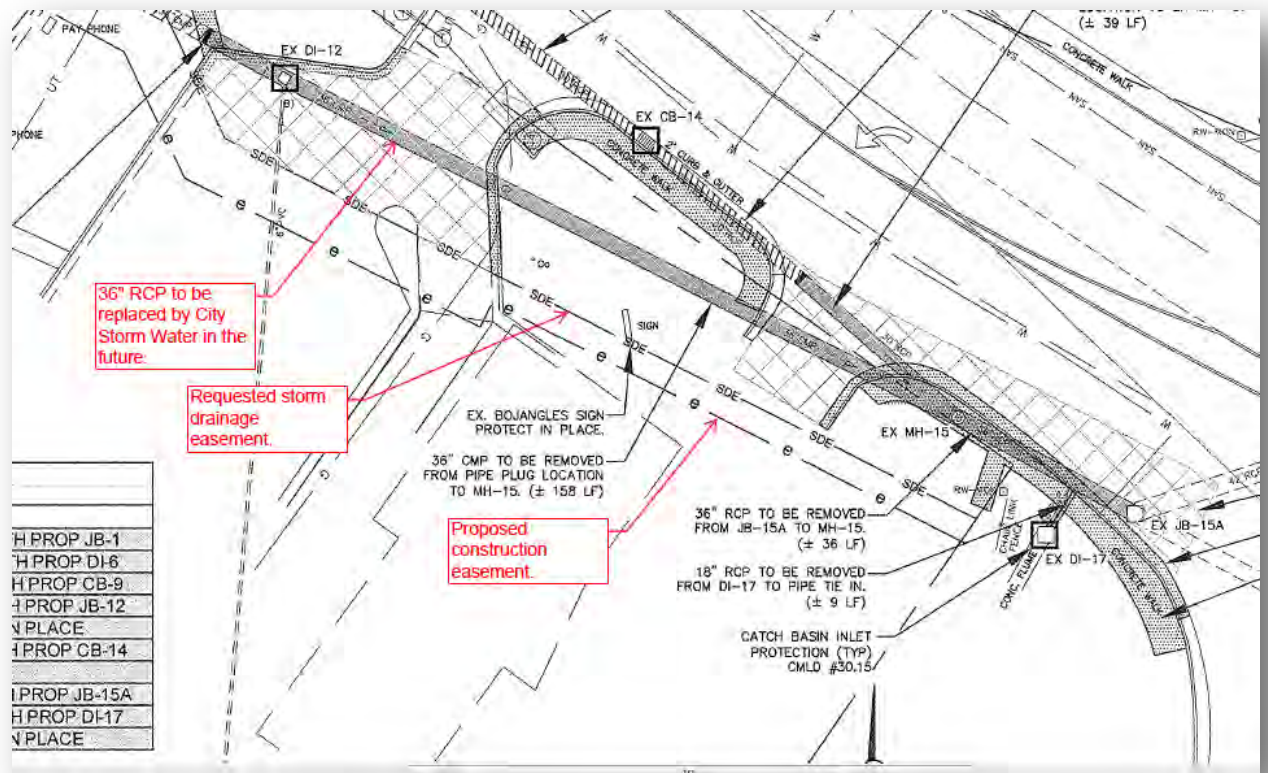 (± 39 LF)
PAY PHONE
EX DI-12
CONCRETE WALK
UT
PHONE
EX CB-14
2' CURB & GUTTER
CONCRETE WALK
SAN
SAN
SAN
W
W
W
SDE
SDE
SDE
SDE
SDE
SDE
SDE
SDE
36" RCP to be
replaced by City
Storm Water in the
future.
SIGN
Requested storm
drainage
easement.
EX. BOJANGLES SIGN
PROTECT IN PLACE.
36" CMP TO BE REMOVED
FROM PIPE PLUG LOCATION
TO MH-15. (± 158 LF)
Proposed
construction
easement.
EX MH-15
36" RCP TO BE REMOVED
FROM JB-15A TO MH-15.
(± 36 LF)
CHAIN LINK
FENCE
42 RCP
EX JB-15A
18" RCP TO BE REMOVED
FROM DI-17 TO PIPE TIE IN.
(± 9 LF)
EX DI-17
CONC. FLUME
CONCRETE WALK
CATCH BASIN INLET
PROTECTION (TYP)
CMLD #30.15
TH PROP JB-1
TH PROP DI-6
H PROP CB-9
H PROP JB-12
N PLACE
H PROP CB-14
PROP JB-15A
H PROP DI-17
N PLACE